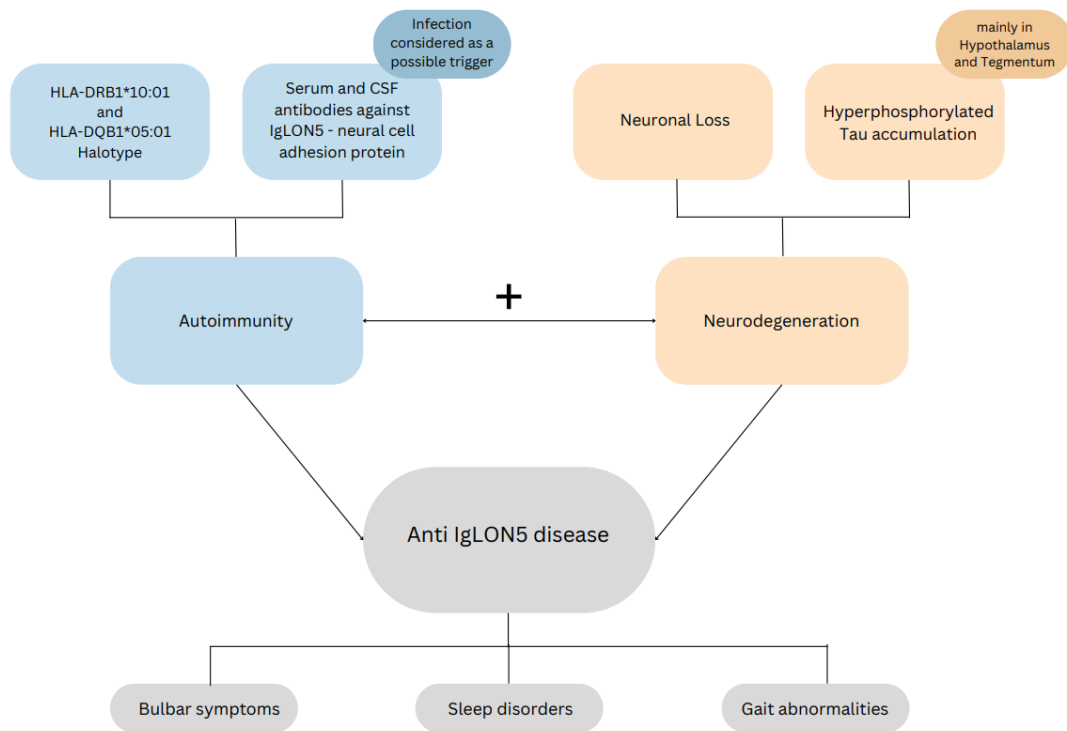 Infection
considered as a
possible trigger
mainly in
Hypothalamus
and Tegmentum
HLA-DRB1*10:01
and
HLA-DQB1*05:01
Halotype
Serum and CSF
antibodies against
IgLON5 - neural cell
adhesion protein
Neuronal Loss
Hyperphosphorylated
Tau accumulation
+
Autoimmunity
Neurodegeneration
Anti IgLON5 disease
Bulbar symptoms
Sleep disorders
Gait abnormalities